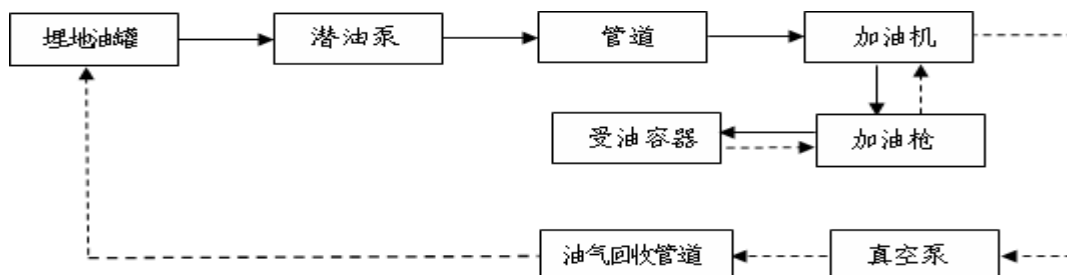 埋地油罐
潜油泵
管道
加油机
受油容器
加油枪
油气回收管道
真空泵